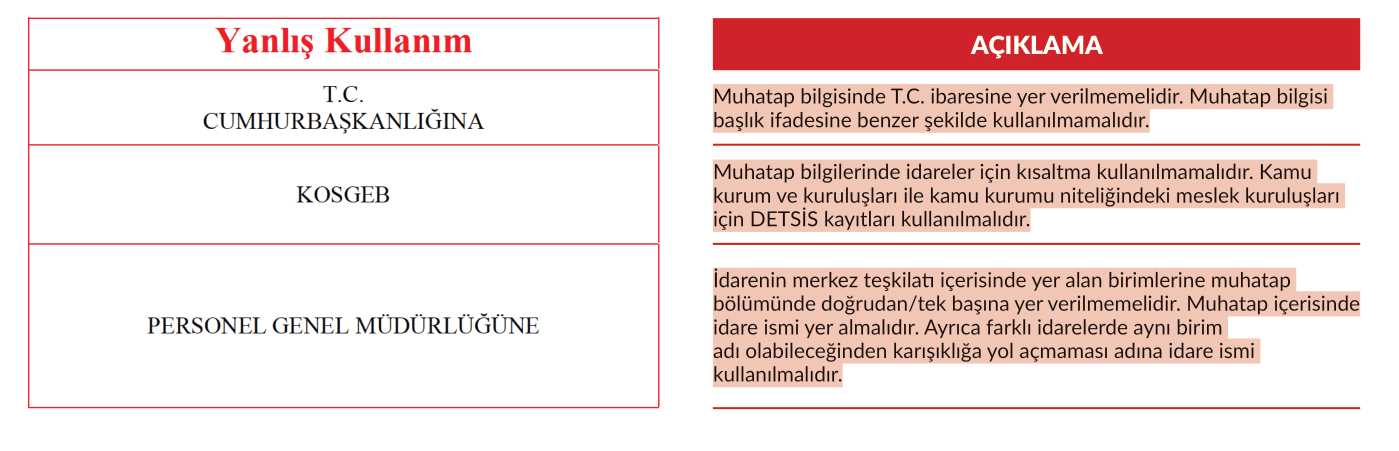 Yanlış Kullanım
T.C.
CUMHURBAŞKANLIĞINA
KOSGEB
PERSONEL GENEL MÜDÜRLÜĞÜNE
AÇIKLAMA
Muhatap bilgisinde T.C. ibaresine yer verilmemelidir. Muhatap bilgisi
başlık ifadesine benzer şekilde kullanılmamalıdır.
Muhatap bilgilerinde idareler için kısaltma kullanılmamalıdır. Kamu
kurum ve kuruluşları ile kamu kurumu niteliğindeki meslek kuruluşları
için DETSİS kayıtları kullanılmalıdır.
İdarenin merkez teşkilatı içerisinde yer alan birimlerine muhatap
bölümünde doğrudan/tek başına yer verilmemelidir. Muhatap içerisinde
idare ismi yer almalıdır. Ayrıca farklı idarelerde aynı birim
adı olabileceğinden karışıklığa yol açmaması adına idare ismi
kullanılmalıdır.